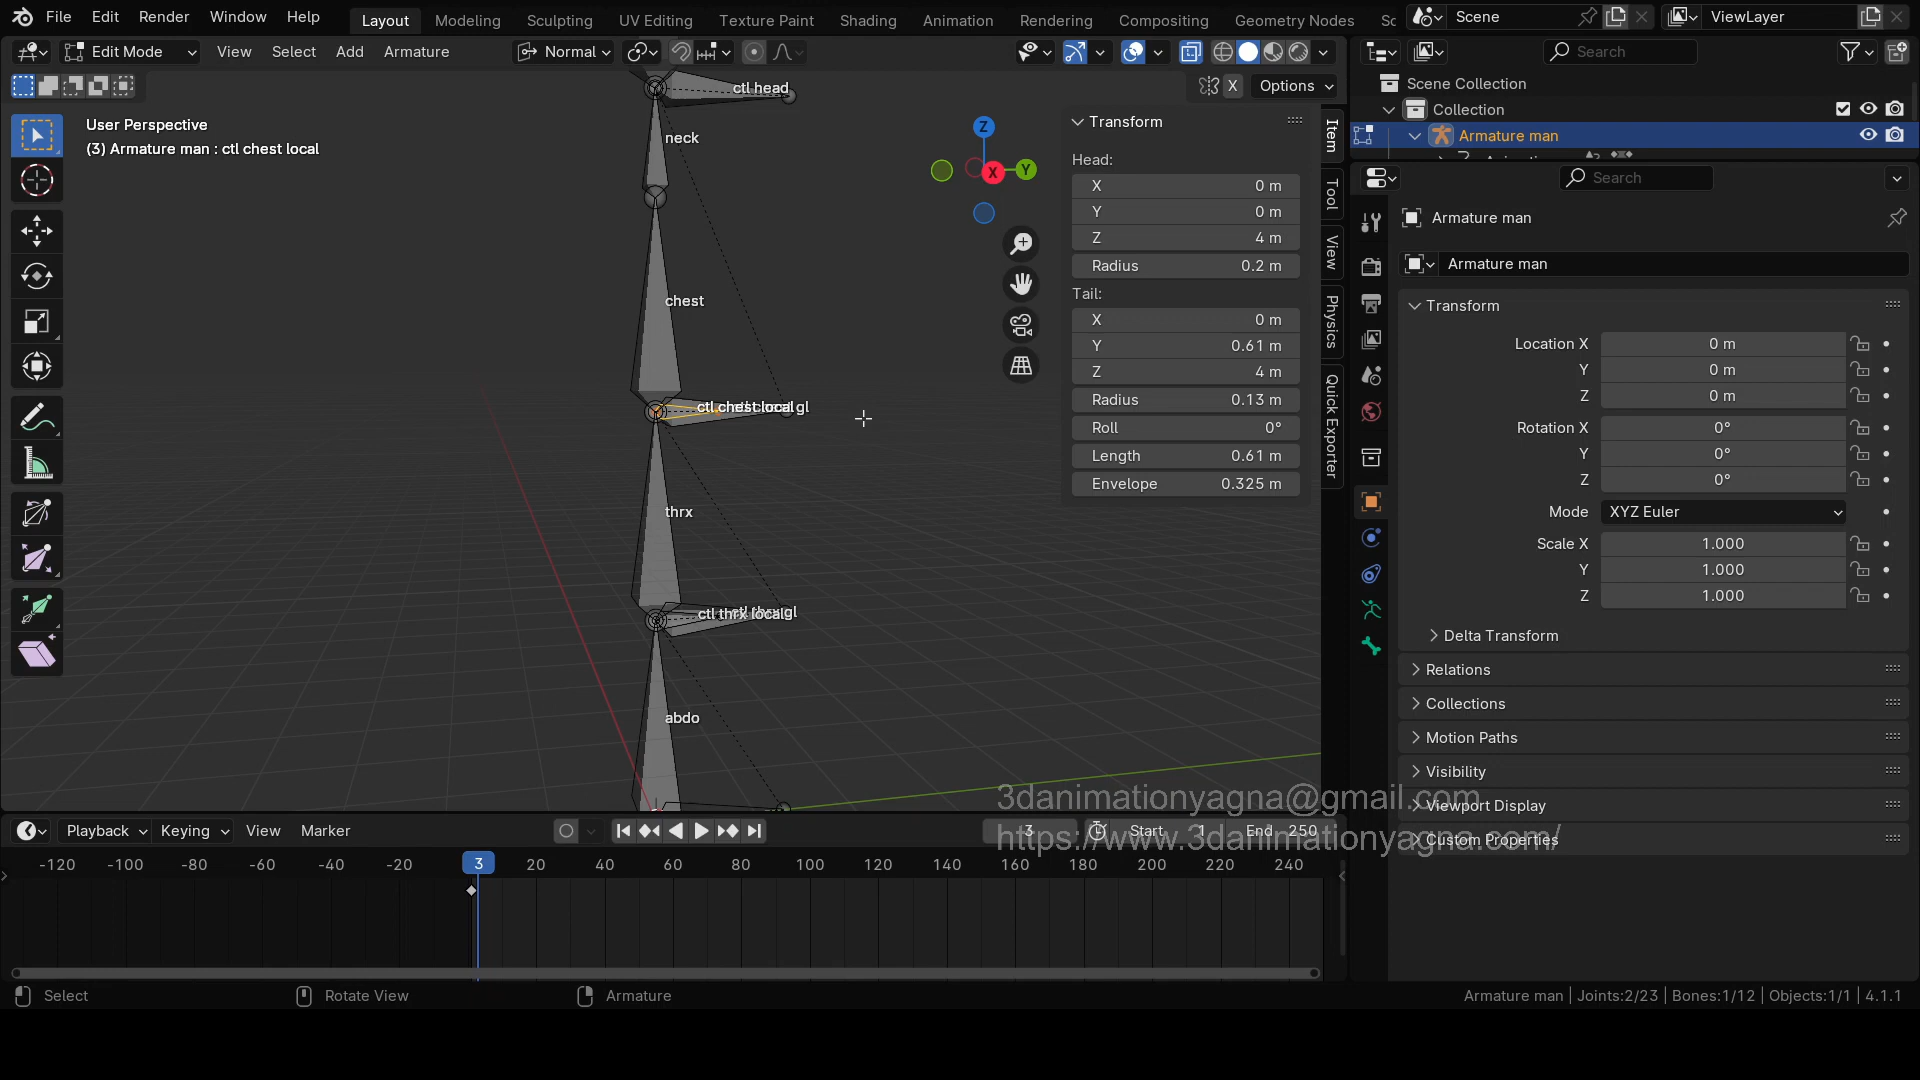 File Edit Render Window Help Layout Modeling Sculpting UV Editing Texture Paint Shading Animation Rendering Compositing Geometry Nodes Sc Scene ViewLayer
Edit Mode View Select Add Armature Normal Search
X Options
User Perspective
(3) Armature man : ctl chest local
ctl head
neck
chest
thrx
abdo
Z
X
Y
Transform
Head:
X 0 m
Y 0 m
Z 4 m
Radius 0.2 m
Tail:
X 0 m
Y 0.61 m
Z 4 m
Radius 0.13 m
Roll 0°
Length 0.61 m
Envelope 0.325 m
Item
Tool
View
Physics
Quick Exporter
Scene Collection
Collection
Armature man
Search
Armature man
Armature man
Transform
Location X 0 m
Y 0 m
Z 0 m
Rotation X 0°
Y 0°
Z 0°
Mode XYZ Euler
Scale X 1.000
Y 1.000
Z 1.000
Delta Transform
Relations
Collections
Motion Paths
Visibility
Viewport Display
Custom Properties
3danimationyagna@gmail.com
https://www.3danimationyagna.com/
Playback Keying View Marker 3 Start 1 End 250
-120 -100 -80 -60 -40 -20 3 20 40 60 80 100 120 140 160 180 200 220 240
Select Rotate View Armature Armature man | Joints:2/23 | Bones:1/12 | Objects:1/1 | 4.1.1